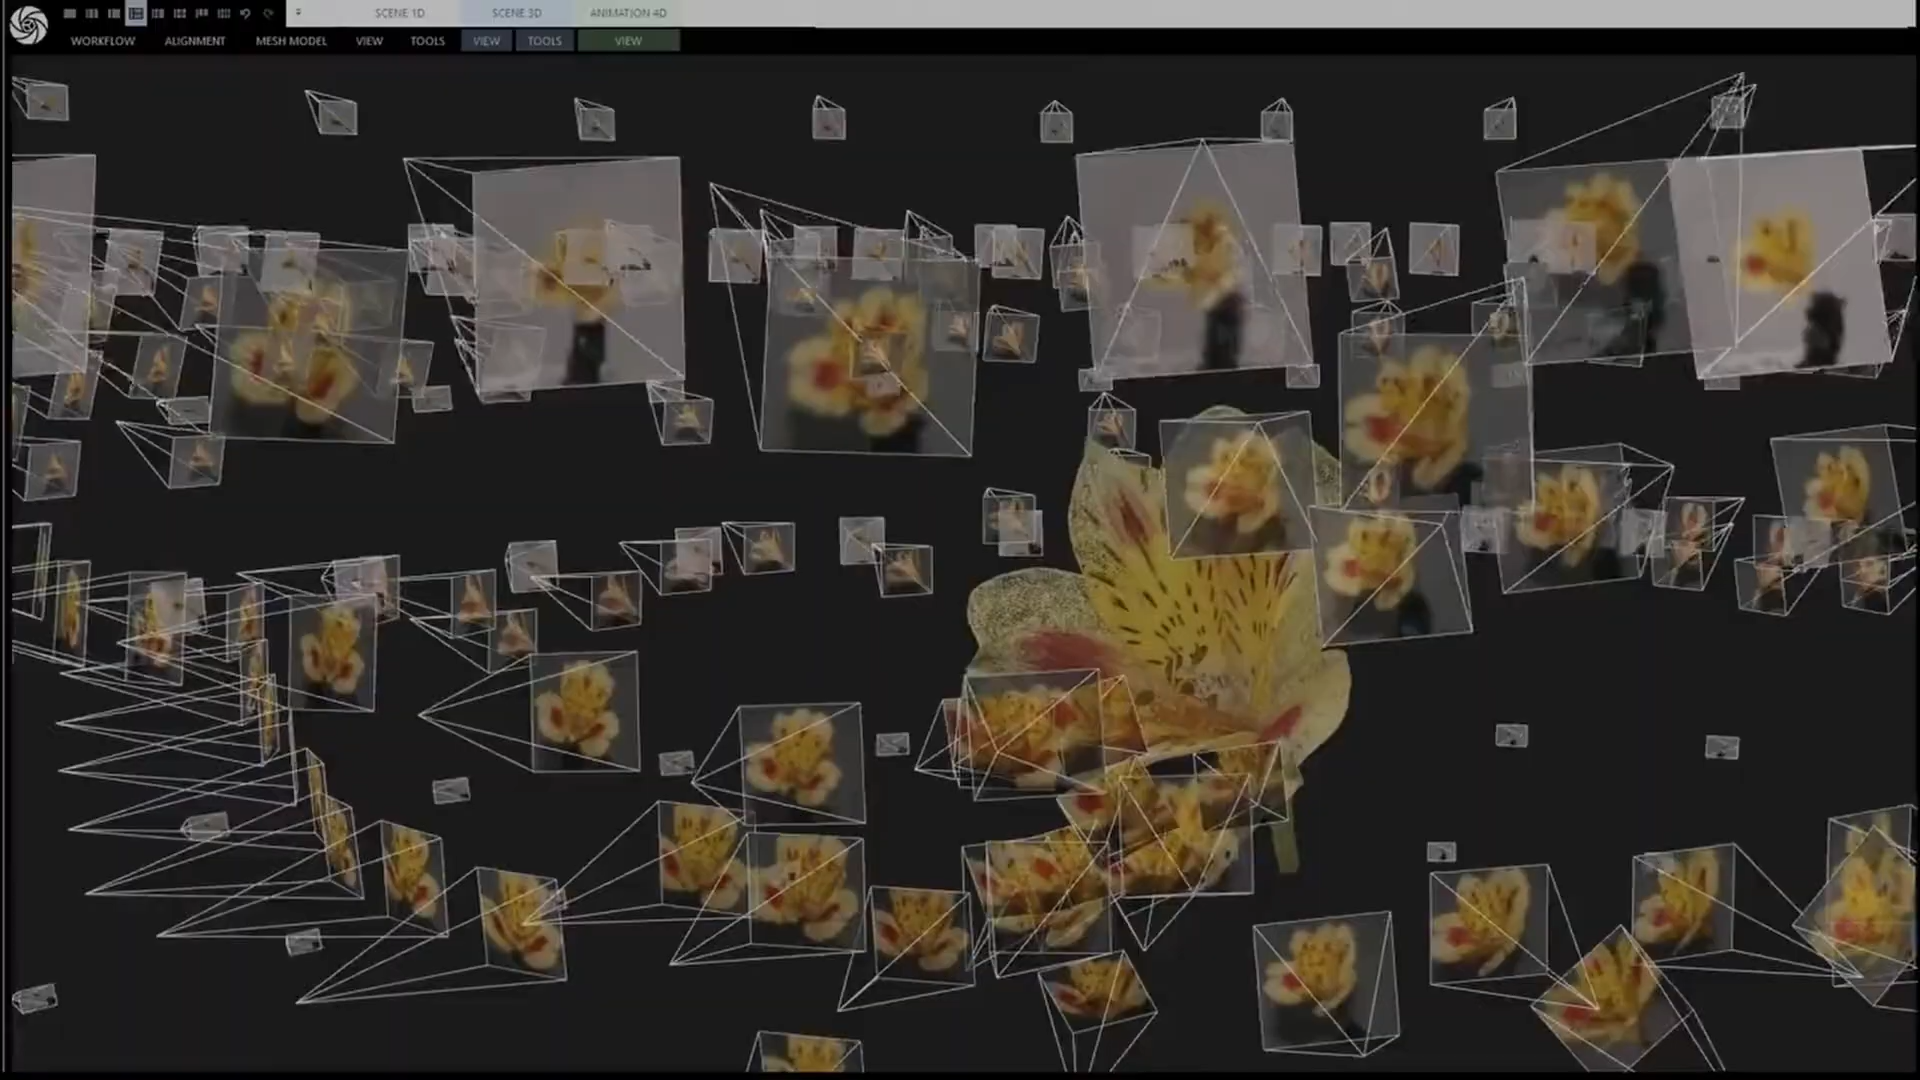 SCENE 1D SCENE 3D ANIMATION 4D
WORKFLOW ALIGNMENT MESH MODEL VIEW TOOLS VIEW TOOLS VIEW